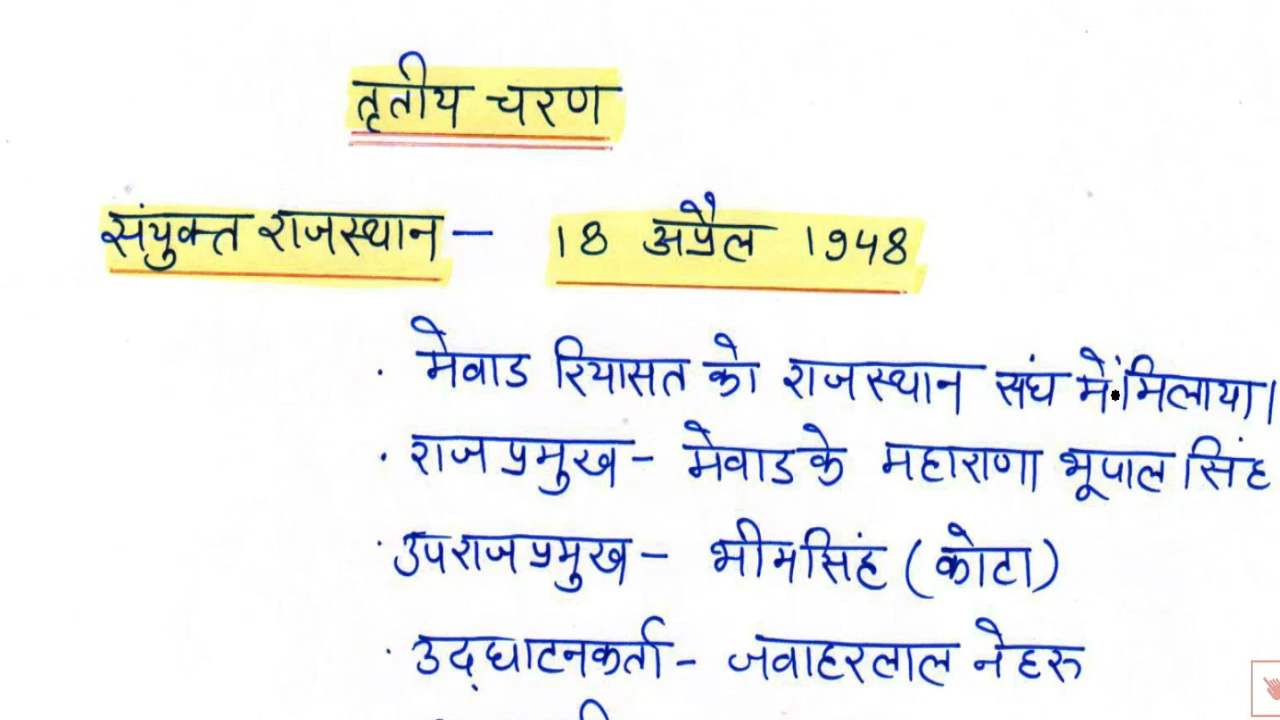 तृतीय चरण
संयुक्त राजस्थान – 18 अप्रैल 1948
· मेवाड रियासत को राजस्थान संघ में मिलाया।
· राजप्रमुख – मेवाड के महाराणा भूपाल सिंह
· उपराजप्रमुख – भीमसिंह (कोटा)
· उद्घाटनकर्ता – जवाहरलाल नेहरु